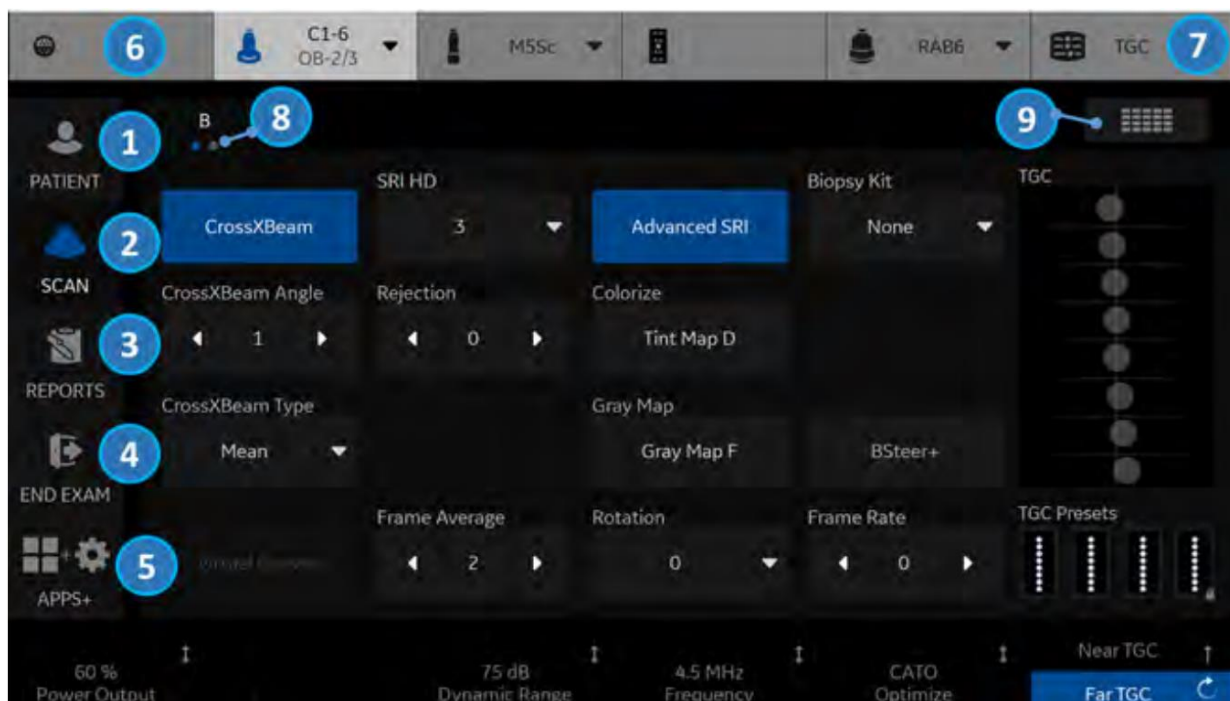 6
C1-6
OB-2/3
M5Sc
RAB6
TGC
7
1
PATIENT
B
8
9
2
SCAN
3
REPORTS
4
END EXAM
5
APPS+
CrossXBeam
SRI HD
3
Advanced SRI
Biopsy Kit
None
TGC
CrossXBeam Angle
1
Rejection
0
Colorize
Tint Map D
CrossXBeam Type
Mean
Gray Map
Gray Map F
BSteer+
Frame Average
2
Rotation
0
Frame Rate
0
TGC Presets
60 %
Power Output
75 dB
Dynamic Range
4.5 MHz
Frequency
CATO
Optimize
Near TGC
Far TGC